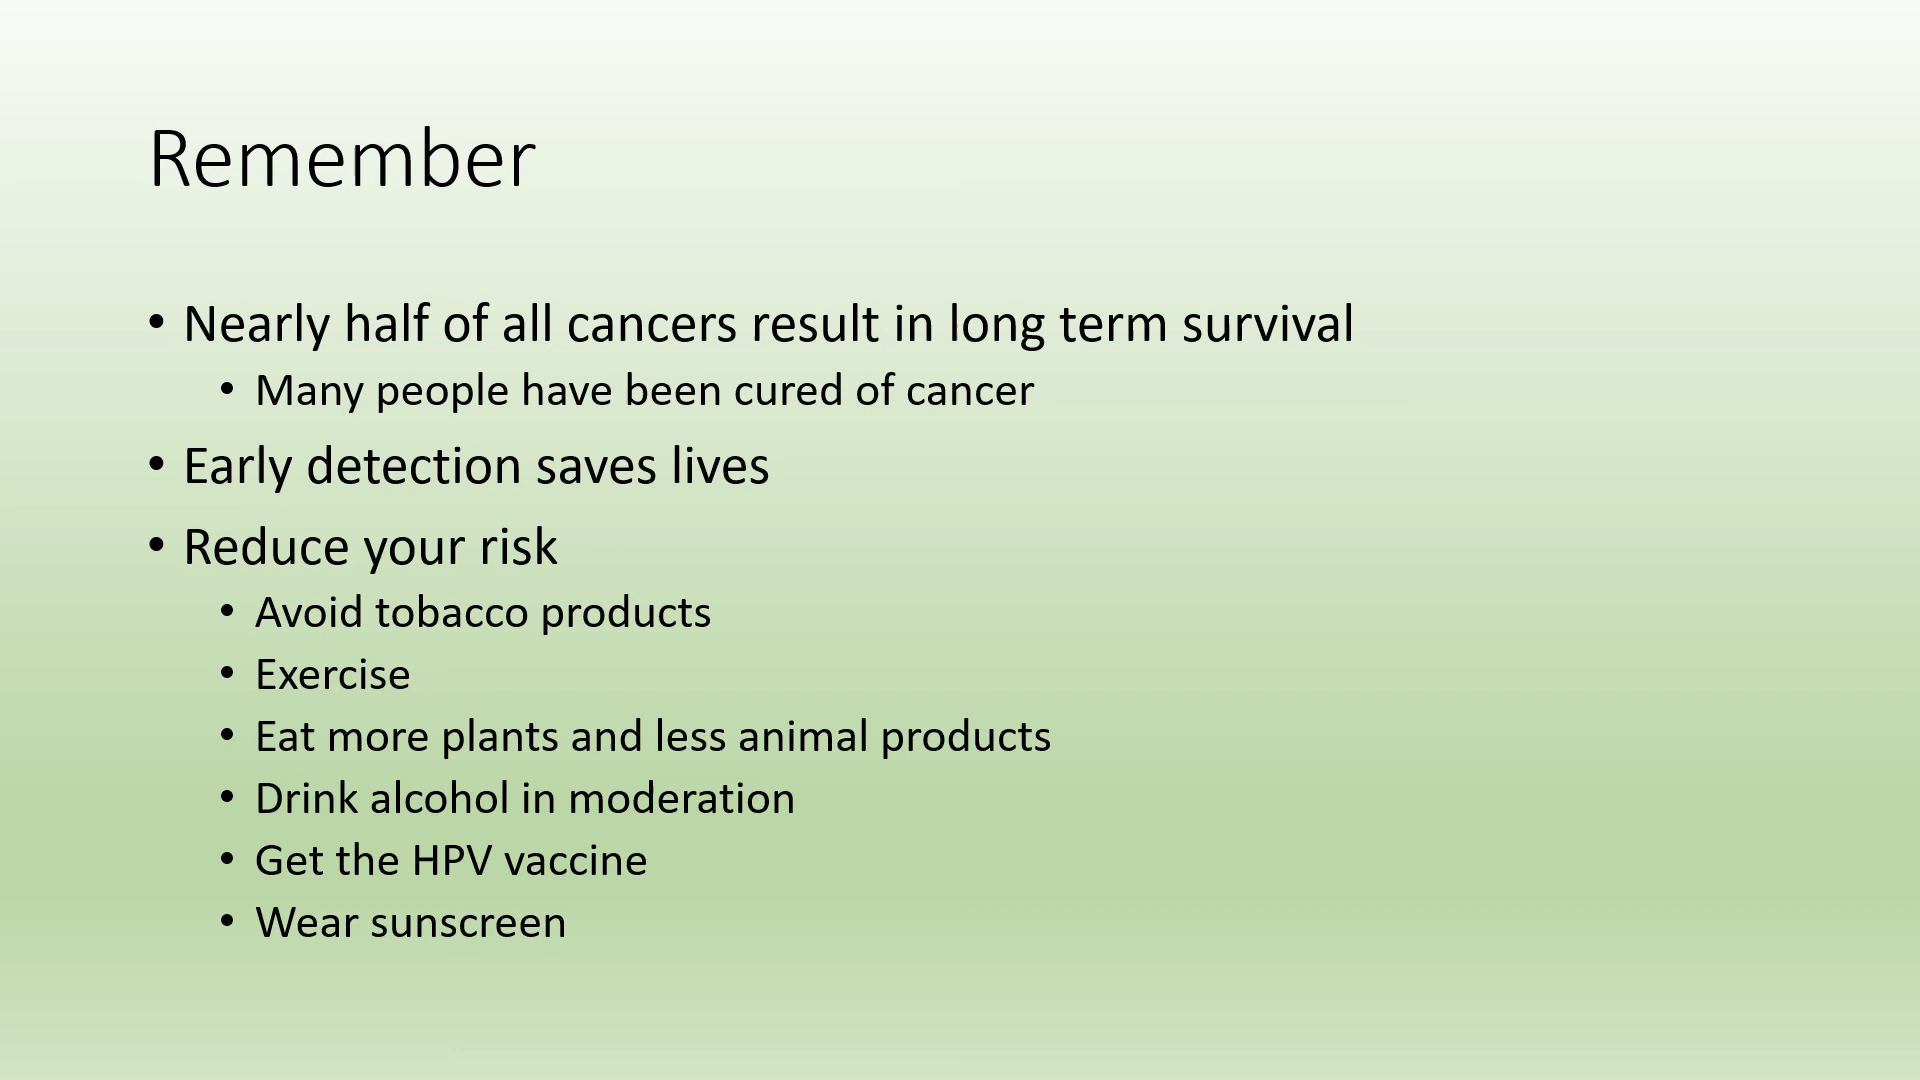 Remember
• Nearly half of all cancers result in long term survival
• Many people have been cured of cancer
• Early detection saves lives
• Reduce your risk
• Avoid tobacco products
• Exercise
• Eat more plants and less animal products
• Drink alcohol in moderation
• Get the HPV vaccine
• Wear sunscreen